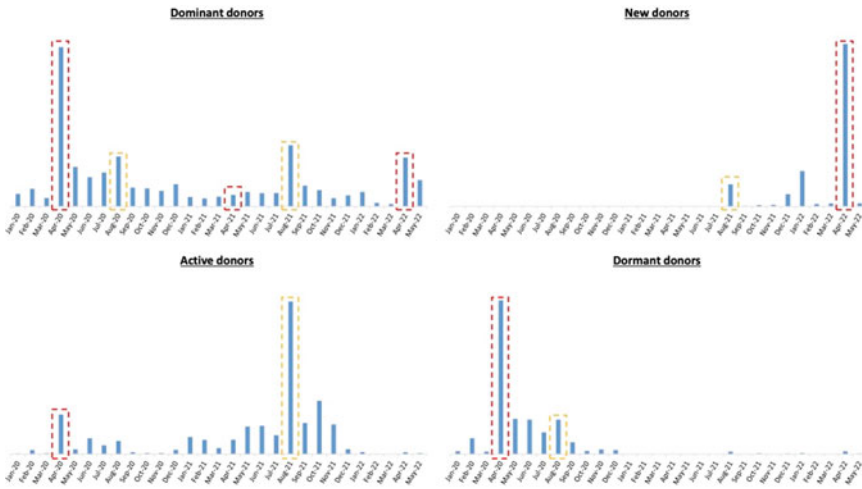 Dominant donors
Jan-20 Feb-20 Mar-20 Apr-20 May-20 Jun-20 Jul-20 Aug-20 Sep-20 Oct-20 Nov-20 Dec-20 Jan-21 Feb-21 Mar-21 Apr-21 May-21 Jun-21 Jul-21 Aug-21 Sep-21 Oct-21 Nov-21 Dec-21 Jan-22 Feb-22 Mar-22 Apr-22 May-22
New donors
Jan-20 Feb-20 Mar-20 Apr-20 May-20 Jun-20 Jul-20 Aug-20 Sep-20 Oct-20 Nov-20 Dec-20 Jan-21 Feb-21 Mar-21 Apr-21 May-21 Jun-21 Jul-21 Aug-21 Sep-21 Oct-21 Nov-21 Dec-21 Jan-22 Feb-22 Mar-22 Apr-22 May-22
Active donors
Jan-20 Feb-20 Mar-20 Apr-20 May-20 Jun-20 Jul-20 Aug-20 Sep-20 Oct-20 Nov-20 Dec-20 Jan-21 Feb-21 Mar-21 Apr-21 May-21 Jun-21 Jul-21 Aug-21 Sep-21 Oct-21 Nov-21 Dec-21 Jan-22 Feb-22 Mar-22 Apr-22 May-22
Dormant donors
Jan-20 Feb-20 Mar-20 Apr-20 May-20 Jun-20 Jul-20 Aug-20 Sep-20 Oct-20 Nov-20 Dec-20 Jan-21 Feb-21 Mar-21 Apr-21 May-21 Jun-21 Jul-21 Aug-21 Sep-21 Oct-21 Nov-21 Dec-21 Jan-22 Feb-22 Mar-22 Apr-22 May-22